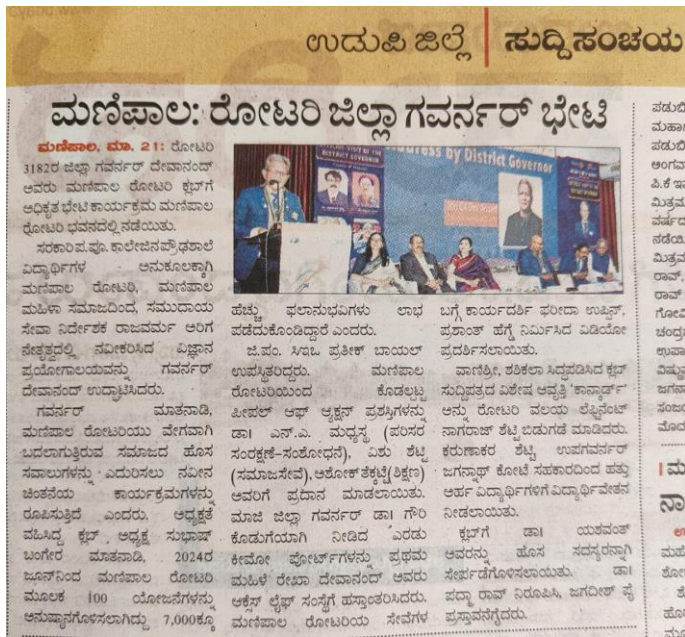 ಉಡುಪಿ ಜಿಲ್ಲೆ | ಸುದ್ದಿಸಂಚಯ
ಮಣಿಪಾಲ: ರೋಟರಿ ಜಿಲ್ಲಾ ಗವರ್ನರ್ ಭೇಟಿ
ಮಣಿಪಾಲ, ಮಾ. 21: ರೋಟರಿ
3182ರ ಜಿಲ್ಲಾ ಗವರ್ನರ್ ದೇವಾನಂದ್
ಅವರು ಮಣಿಪಾಲ ರೋಟರಿ ಕ್ಲಬ್‌ಗೆ
ಅಧಿಕೃತ ಭೇಟಿ ಕಾರ್ಯಕ್ರಮ ಮಣಿಪಾಲ
ರೋಟರಿ ಭವನದಲ್ಲಿ ನಡೆಯಿತು.
ಸರಕಾರಿ ಪ.ಪೂ. ಕಾಲೇಜಿನ ಪ್ರೌಢಶಾಲೆ
ವಿದ್ಯಾರ್ಥಿಗಳ ಅನುಕೂಲಕ್ಕಾಗಿ
ಮಣಿಪಾಲ ರೋಟರಿ, ಮಣಿಪಾಲ
ಮಹಿಳಾ ಸಮಾಜದಿಂದ, ಸಮುದಾಯ
ಸೇವಾ ನಿರ್ದೇಶಕ ರಾಜವರ್ಮ ಅರಿಗ
ನೇತೃತ್ವದಲ್ಲಿ ನವೀಕರಿಸಿದ ವಿಜ್ಞಾನ
ಪ್ರಯೋಗಾಲಯವನ್ನು ಗವರ್ನರ್
ದೇವಾನಂದ್ ಉದ್ಘಾಟಿಸಿದರು.
ಗವರ್ನರ್ ಮಾತನಾಡಿ,
ಮಣಿಪಾಲ ರೋಟರಿಯು ವೇಗವಾಗಿ
ಬದಲಾಗುತ್ತಿರುವ ಸಮಾಜದ ಹೊಸ
ಸವಾಲುಗಳನ್ನು ಎದುರಿಸಲು ನವೀನ
ಚಿಂತನೆಯ ಕಾರ್ಯಕ್ರಮಗಳನ್ನು
ರೂಪಿಸುತ್ತಿದೆ ಎಂದರು. ಅಧ್ಯಕ್ಷತೆ
ವಹಿಸಿದ್ದ ಕ್ಲಬ್ ಅಧ್ಯಕ್ಷ ಸುಭಾಷ್
ಬಂಗೇರ ಮಾತನಾಡಿ, 2024ರ
ಜೂನ್‌ನಿಂದ ಮಣಿಪಾಲ ರೋಟರಿ
ಮೂಲಕ 100 ಯೋಜನೆಗಳನ್ನು
ಅನುಷ್ಠಾನಗೊಳಿಸಲಾಗಿದ್ದು 7,000ಕ್ಕೂ
Address by District Governor
DISTRICT GOVERNOR
ಹೆಚ್ಚು ಫಲಾನುಭವಿಗಳು ಲಾಭ
ಪಡೆದುಕೊಂಡಿದ್ದಾರೆ ಎಂದರು.
ಜಿ.ಪಂ. ಸಿಇಒ ಪ್ರತೀಕ್ ಬಾಯಲ್
ಉಪಸ್ಥಿತರಿದ್ದರು. ಮಣಿಪಾಲ
ರೋಟರಿಯಿಂದ ಕೊಡಲ್ಪಟ್ಟ
ಪೀಪಲ್ ಆಫ್ ಆ್ಯಕ್ಷನ್ ಪ್ರಶಸ್ತಿಗಳನ್ನು
ಡಾ। ಎನ್.ಎ. ಮಧ್ಯಸ್ಥ (ಪರಿಸರ
ಸಂರಕ್ಷಣೆ-ಸಂಶೋಧನೆ), ವಿಶು ಶೆಟ್ಟಿ
(ಸಮಾಜಸೇವೆ), ಅಶೋಕ್ ತೆಕ್ಕಟ್ಟೆ (ಶಿಕ್ಷಣ)
ಅವರಿಗೆ ಪ್ರದಾನ ಮಾಡಲಾಯಿತು.
ಮಾಜಿ ಜಿಲ್ಲಾ ಗವರ್ನರ್ ಡಾ। ಗೌರಿ
ಕೊಡುಗೆಯಾಗಿ ನೀಡಿದ ಎರಡು
ಕೀಮೋ ಪೋರ್ಟ್‌ಗಳನ್ನು ಪ್ರಥಮ
ಮಹಿಳೆ ರೇಖಾ ದೇವಾನಂದ್ ಅವರು
ಆಕ್ಸೆಸ್ ಲೈಫ್ ಸಂಸ್ಥೆಗೆ ಹಸ್ತಾಂತರಿಸಿದರು.
ಮಣಿಪಾಲ ರೋಟರಿಯ ಸೇವೆಗಳ
ಬಗ್ಗೆ ಕಾರ್ಯದರ್ಶಿ ಫರೀದಾ ಉಪ್ಪಿನ್,
ಪ್ರಶಾಂತ್ ಹೆಗ್ಡೆ ನಿರ್ಮಿಸಿದ ವಿಡಿಯೋ
ಪ್ರದರ್ಶಿಸಲಾಯಿತು.
ವಾಣಿಶ್ರೀ, ಶಶಿಕಲಾ ಸಿದ್ಧಪಡಿಸಿದ ಕ್ಲಬ್
ಸುದ್ದಿಪತ್ರದ ವಿಶೇಷ ಆವೃತ್ತಿ 'ಕಾನ್ಕಾರ್ಡ್'
ಅನ್ನು ರೋಟರಿ ವಲಯ ಲೆಫ್ಟಿನೆಂಟ್
ನಾಗರಾಜ್ ಶೆಟ್ಟಿ ಬಿಡುಗಡೆ ಮಾಡಿದರು.
ಕರುಣಾಕರ ಶೆಟ್ಟಿ ಉಪಗವರ್ನರ್
ಜಗನ್ನಾಥ್ ಕೋಟೆ ಸಹಕಾರದಿಂದ ಹತ್ತು
ಅರ್ಹ ವಿದ್ಯಾರ್ಥಿಗಳಿಗೆ ವಿದ್ಯಾರ್ಥಿವೇತನ
ನೀಡಲಾಯಿತು.
ಕ್ಲಬ್‌ಗೆ ಡಾ। ಯಶವಂತ್
ಅವರನ್ನು ಹೊಸ ಸದಸ್ಯರನ್ನಾಗಿ
ಸೇರ್ಪಡೆಗೊಳಿಸಲಾಯಿತು. ಡಾ।
ಪದ್ಮಾ ರಾವ್ ನಿರೂಪಿಸಿ, ಜಗದೀಶ್ ಪೈ
ಪ್ರಸ್ತಾವನೆಗೈದರು.